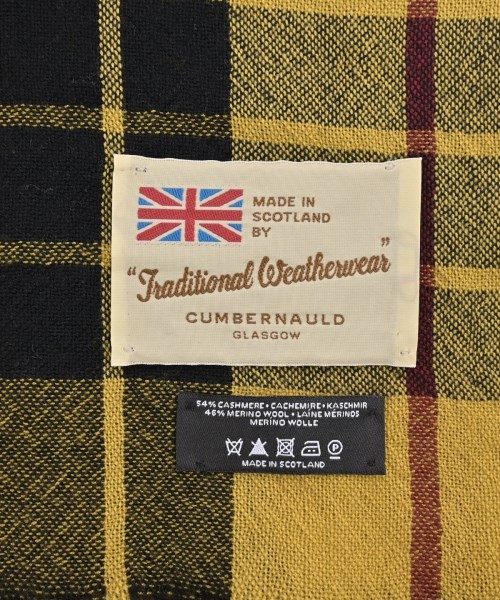 MADE IN
SCOTLAND
BY
"Traditional Weatherwear"
CUMBERNAULD
GLASGOW
54% CASHMERE • CACHEMIRE • KASCHMIR
46% MERINO WOOL • LAINE MERINOS
MERINO WOLLE
P
MADE IN SCOTLAND